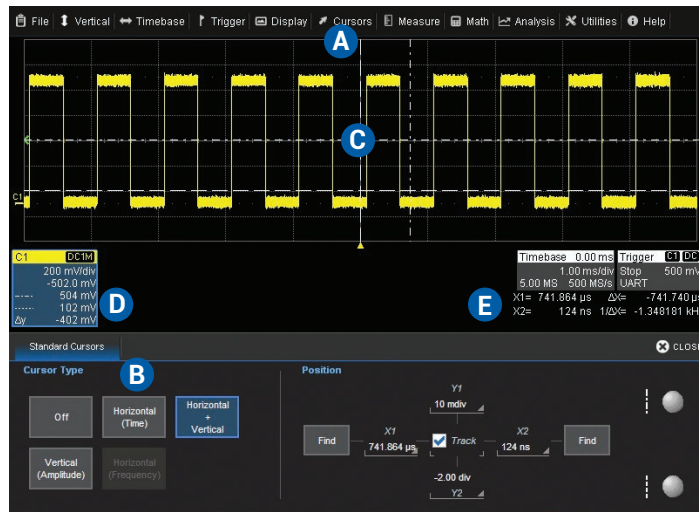 File Vertical Timebase Trigger Display Cursors Measure Math Analysis Utilities Help
A
C
C1
C1 DC1M
200 mV/div
-502.0 mV
504 mV
102 mV
Δy -402 mV
D
Timebase 0.00 ms
1.00 ms/div
5.00 MS 500 MS/s
Trigger C1 DC
Stop 500 mV
UART
E
X1= 741.864 µs ΔX= -741.740 µs
X2= 124 ns 1/ΔX= -1.348181 kH
Standard Cursors
CLOS
Cursor Type
B
Off
Horizontal
(Time)
Horizontal
+
Vertical
Vertical
(Amplitude)
Horizontal
(Frequency)
Position
Y1
10 mdiv
Find
X1
741.864 µs
Track
X2
124 ns
Find
-2.00 div
Y2